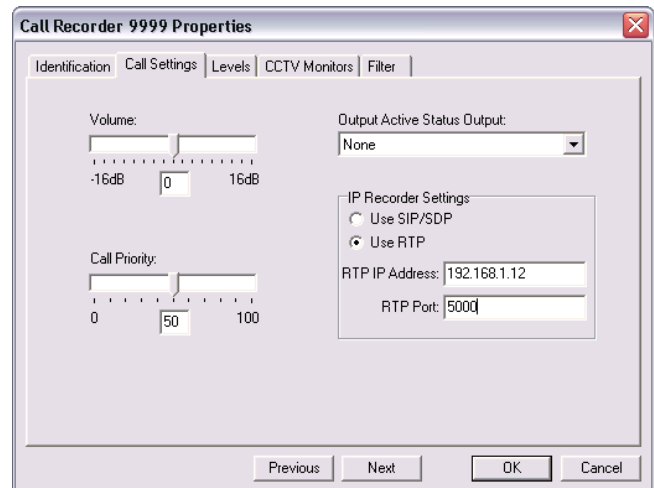 Call Recorder 9999 Properties
Identification Call Settings Levels CCTV Monitors Filter
Volume:
-16dB 0 16dB
Call Priority:
0 50 100
Output Active Status Output:
None
IP Recorder Settings
Use SIP/SDP
Use RTP
RTP IP Address: 192.168.1.12
RTP Port: 5000
Previous Next OK Cancel